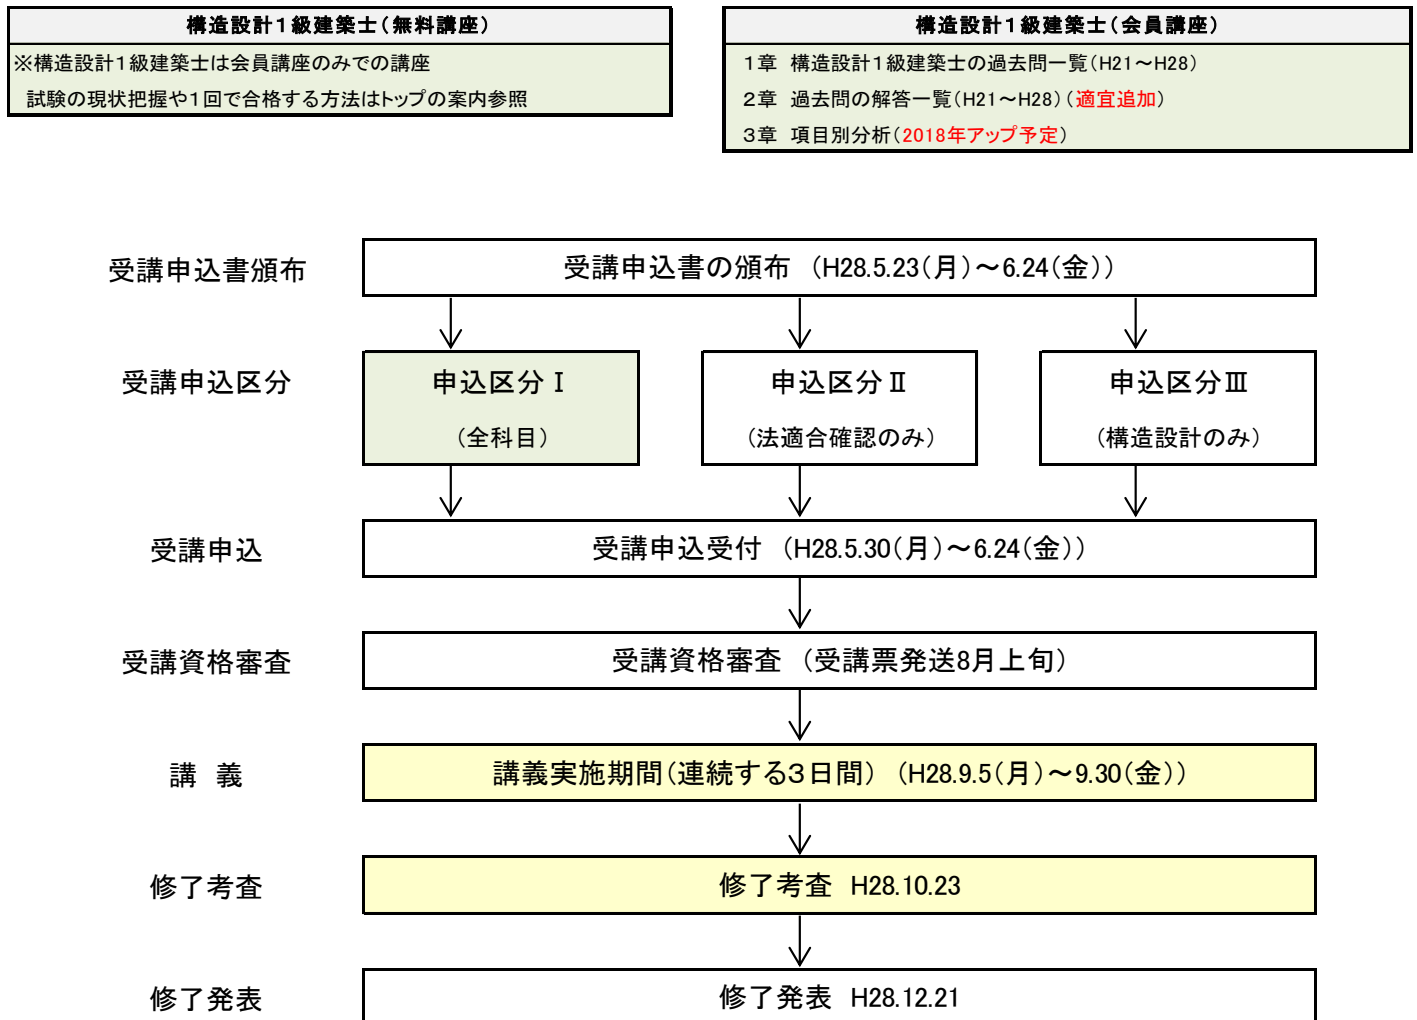 構造設計１級建築士（無料講座）
※構造設計１級建築士は会員講座のみでの講座
試験の現状把握や１回で合格する方法はトップの案内参照
構造設計１級建築士（会員講座）
１章 構造設計１級建築士の過去問一覧（H21～H28）
２章 過去問の解答一覧（H21～H28）（適宜追加）
３章 項目別分析（2018年アップ予定）
受講申込書頒布
受講申込書の頒布 （H28.5.23（月）～6.24（金））
受講申込区分
申込区分Ⅰ
（全科目）
申込区分Ⅱ
（法適合確認のみ）
申込区分Ⅲ
（構造設計のみ）
受講申込
受講申込受付 （H28.5.30（月）～6.24（金））
受講資格審査
受講資格審査 （受講票発送8月上旬）
講 義
講義実施期間（連続する３日間） （H28.9.5（月）～9.30（金））
修了考査
修了考査 H28.10.23
修了発表
修了発表 H28.12.21